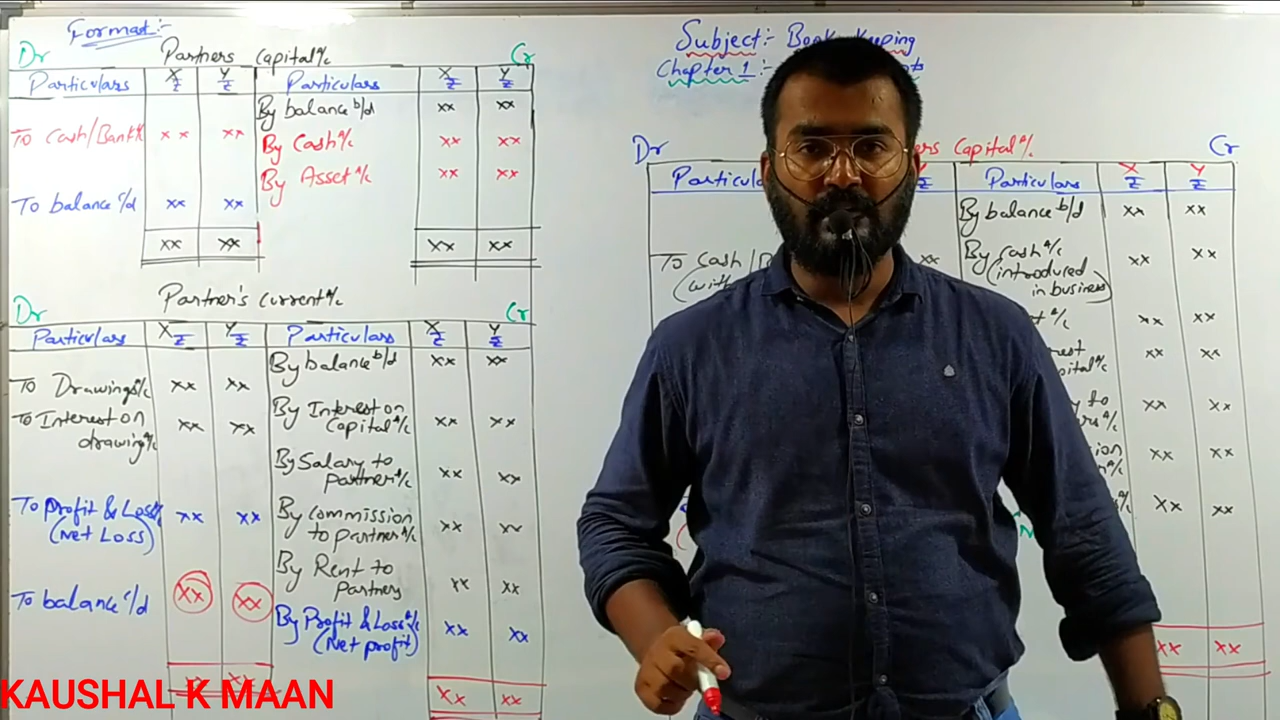 Format:-
Dr Partners Capital a/c Cr
Particulars X ₹ Y ₹ Particulars X ₹ Y ₹
By balance b/d xx xx
To Cash/Bank a/c xx xx By Cash a/c xx xx
By Asset a/c xx xx
To balance c/d xx xx
xx xx xx xx
Partner's current a/c
Dr Cr
Particulars X ₹ Y ₹ Particulars X ₹ Y ₹
By balance b/d xx xx
To Drawings a/c xx xx
To Interest on drawing a/c xx xx By Interest on Capital a/c xx xx
By Salary to partner a/c xx xx
To Profit & Loss a/c (Net Loss) xx xx By Commission to partner a/c xx xx
By Rent to Partners xx xx
To balance c/d xx xx
By Profit & Loss a/c (Net profit) xx xx
xx xx xx xx
KAUSHAL K MAAN
Subject:- Book Keeping
Chapter 1:-
Dr Capital a/c Cr
Particulars X ₹ Y ₹
By balance b/d xx xx
To Cash xx By Cash a/c (introduced in business) xx xx
a/c xx xx
xx xx
xx xx
xx xx
xx xx
xx xx